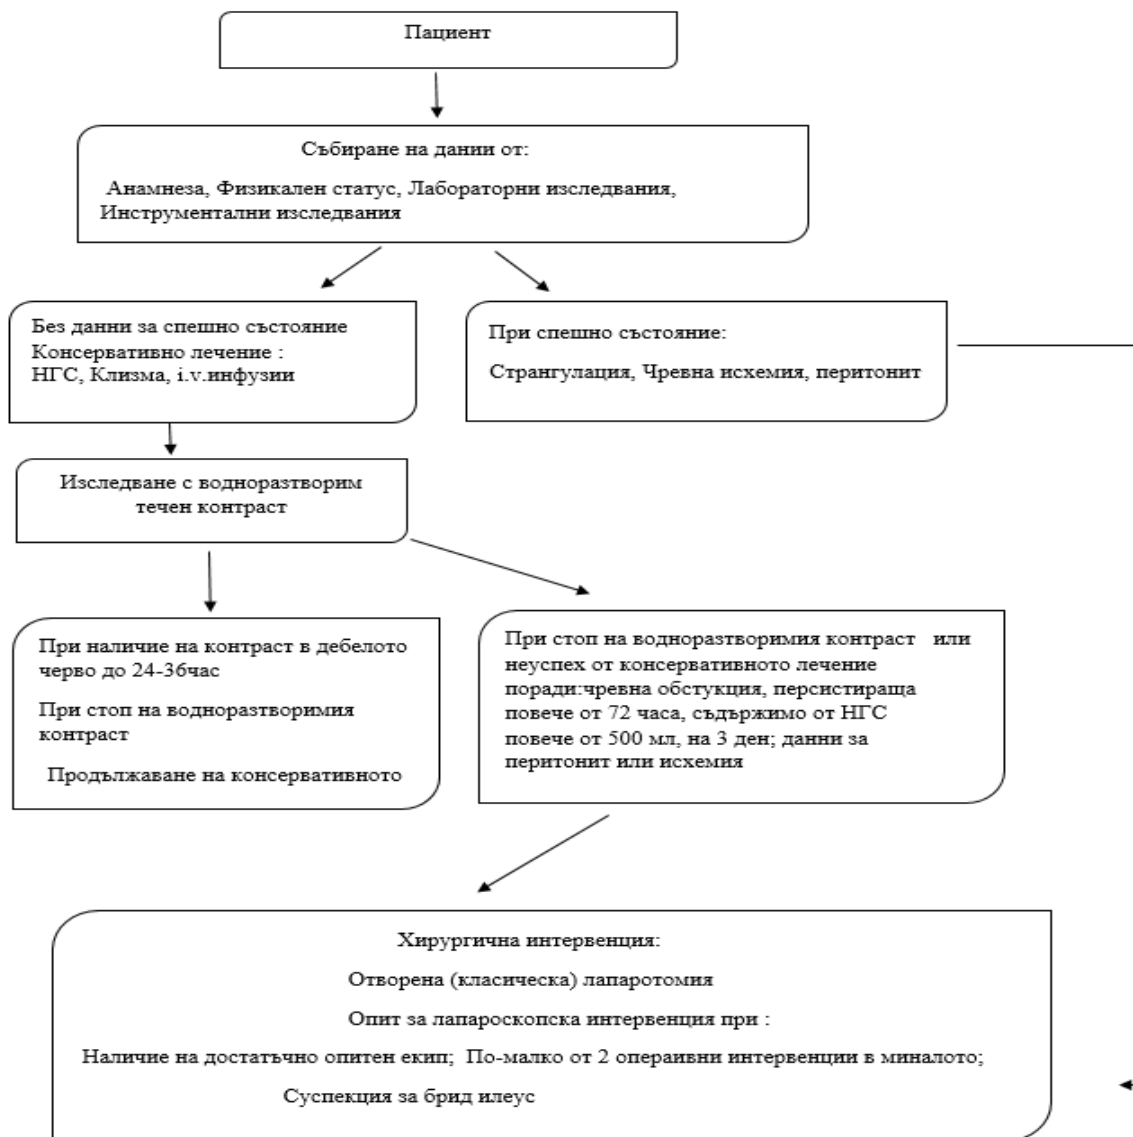 Пациент
Събиране на дании от:
Анамнеза, Физикален статус, Лабораторни изследвания,
Инструментални изследвания
Без данни за спешно състояние
Консервативно лечение :
НГС, Клизма, i.v.инфузии
При спешно състояние:
Странгулация, Чревна исхемия, перитонит
Изследване с водноразтворим
течен контраст
При наличие на контраст в дебелото
черво до 24-36час
При стоп на водноразтворимия
контраст
Продължаване на консервативното
При стоп на водноразтворимия контраст или
неуспех от консервативното лечение
поради:чревна обстукция, персистираща
повече от 72 часа, съдържимо от НГС
повече от 500 мл, на 3 ден; данни за
перитонит или исхемия
Хирургична интервенция:
Отворена (класическа) лапаротомия
Опит за лапароскопска интервенция при :
Наличие на достатъчно опитен екип; По-малко от 2 операивни интервенции в миналото;
Суспекция за брид илеус